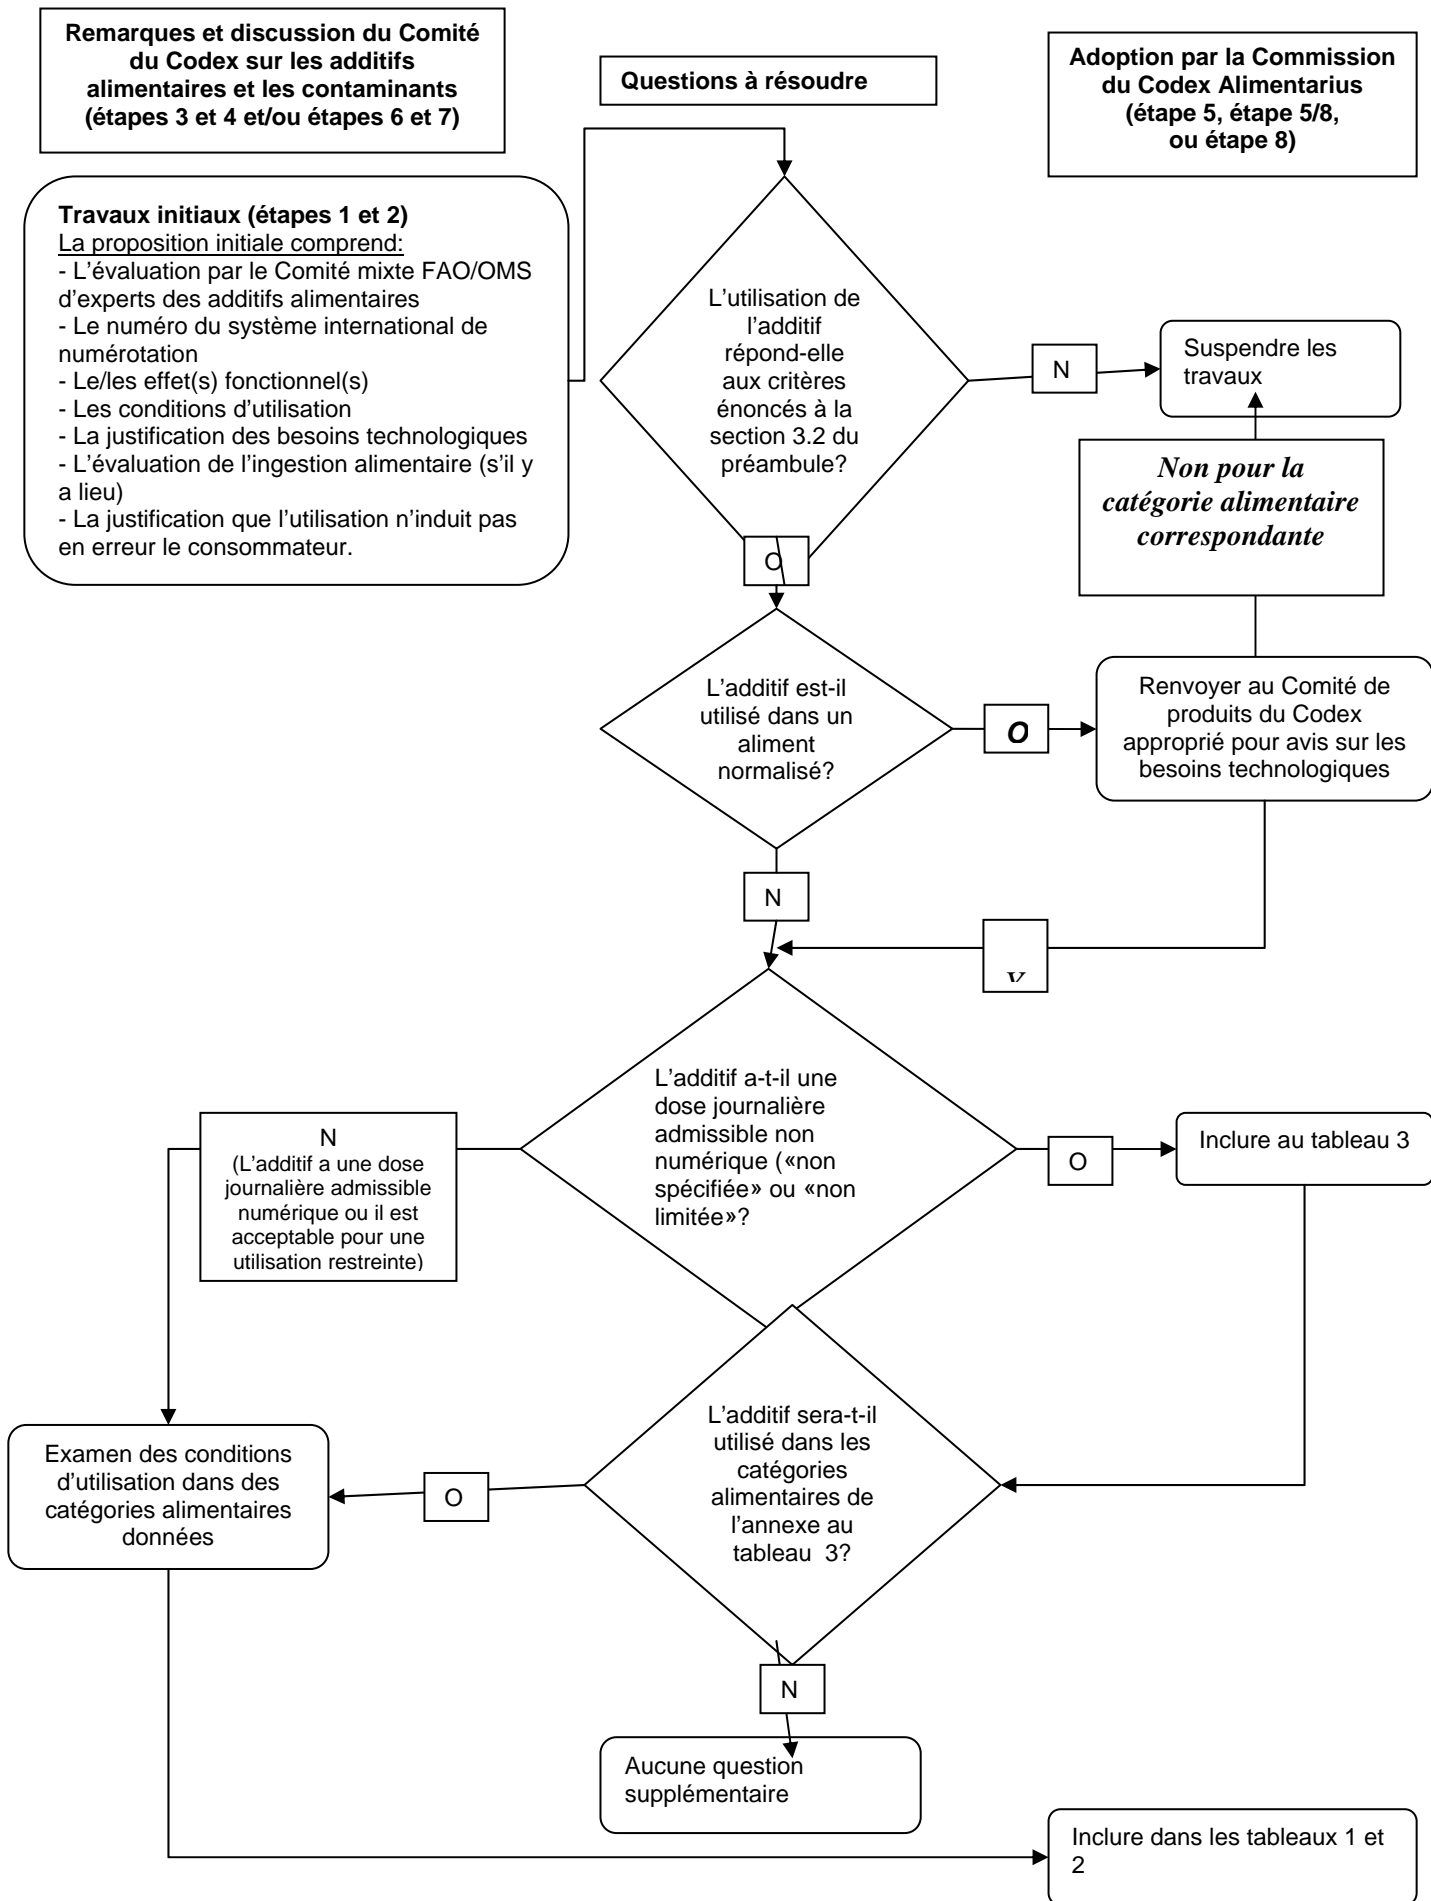 Remarques et discussion du Comité
du Codex sur les additifs
alimentaires et les contaminants
(étapes 3 et 4 et/ou étapes 6 et 7)
Questions à résoudre
Adoption par la Commission
du Codex Alimentarius
(étape 5, étape 5/8,
ou étape 8)
Travaux initiaux (étapes 1 et 2)
La proposition initiale comprend:
- L’évaluation par le Comité mixte FAO/OMS
d’experts des additifs alimentaires
- Le numéro du système international de
numérotation
- Le/les effet(s) fonctionnel(s)
- Les conditions d’utilisation
- La justification des besoins technologiques
- L’évaluation de l’ingestion alimentaire (s’il y
a lieu)
- La justification que l’utilisation n’induit pas
en erreur le consommateur.
L’utilisation de
l’additif
répond-elle
aux critères
énoncés à la
section 3.2 du
préambule?
N
Suspendre les
travaux
Non pour la
catégorie alimentaire
correspondante
O
L’additif est-il
utilisé dans un
aliment
normalisé?
O
Renvoyer au Comité de
produits du Codex
approprié pour avis sur les
besoins technologiques
N
L’additif a-t-il une
dose journalière
admissible non
numérique («non
spécifiée» ou «non
limitée»?
N
(L’additif a une dose
journalière admissible
numérique ou il est
acceptable pour une
utilisation restreinte)
O
Inclure au tableau 3
L’additif sera-t-il
utilisé dans les
catégories
alimentaires de
l’annexe au
tableau 3?
O
Examen des conditions
d’utilisation dans des
catégories alimentaires
données
N
Aucune question
supplémentaire
Inclure dans les tableaux 1 et
2